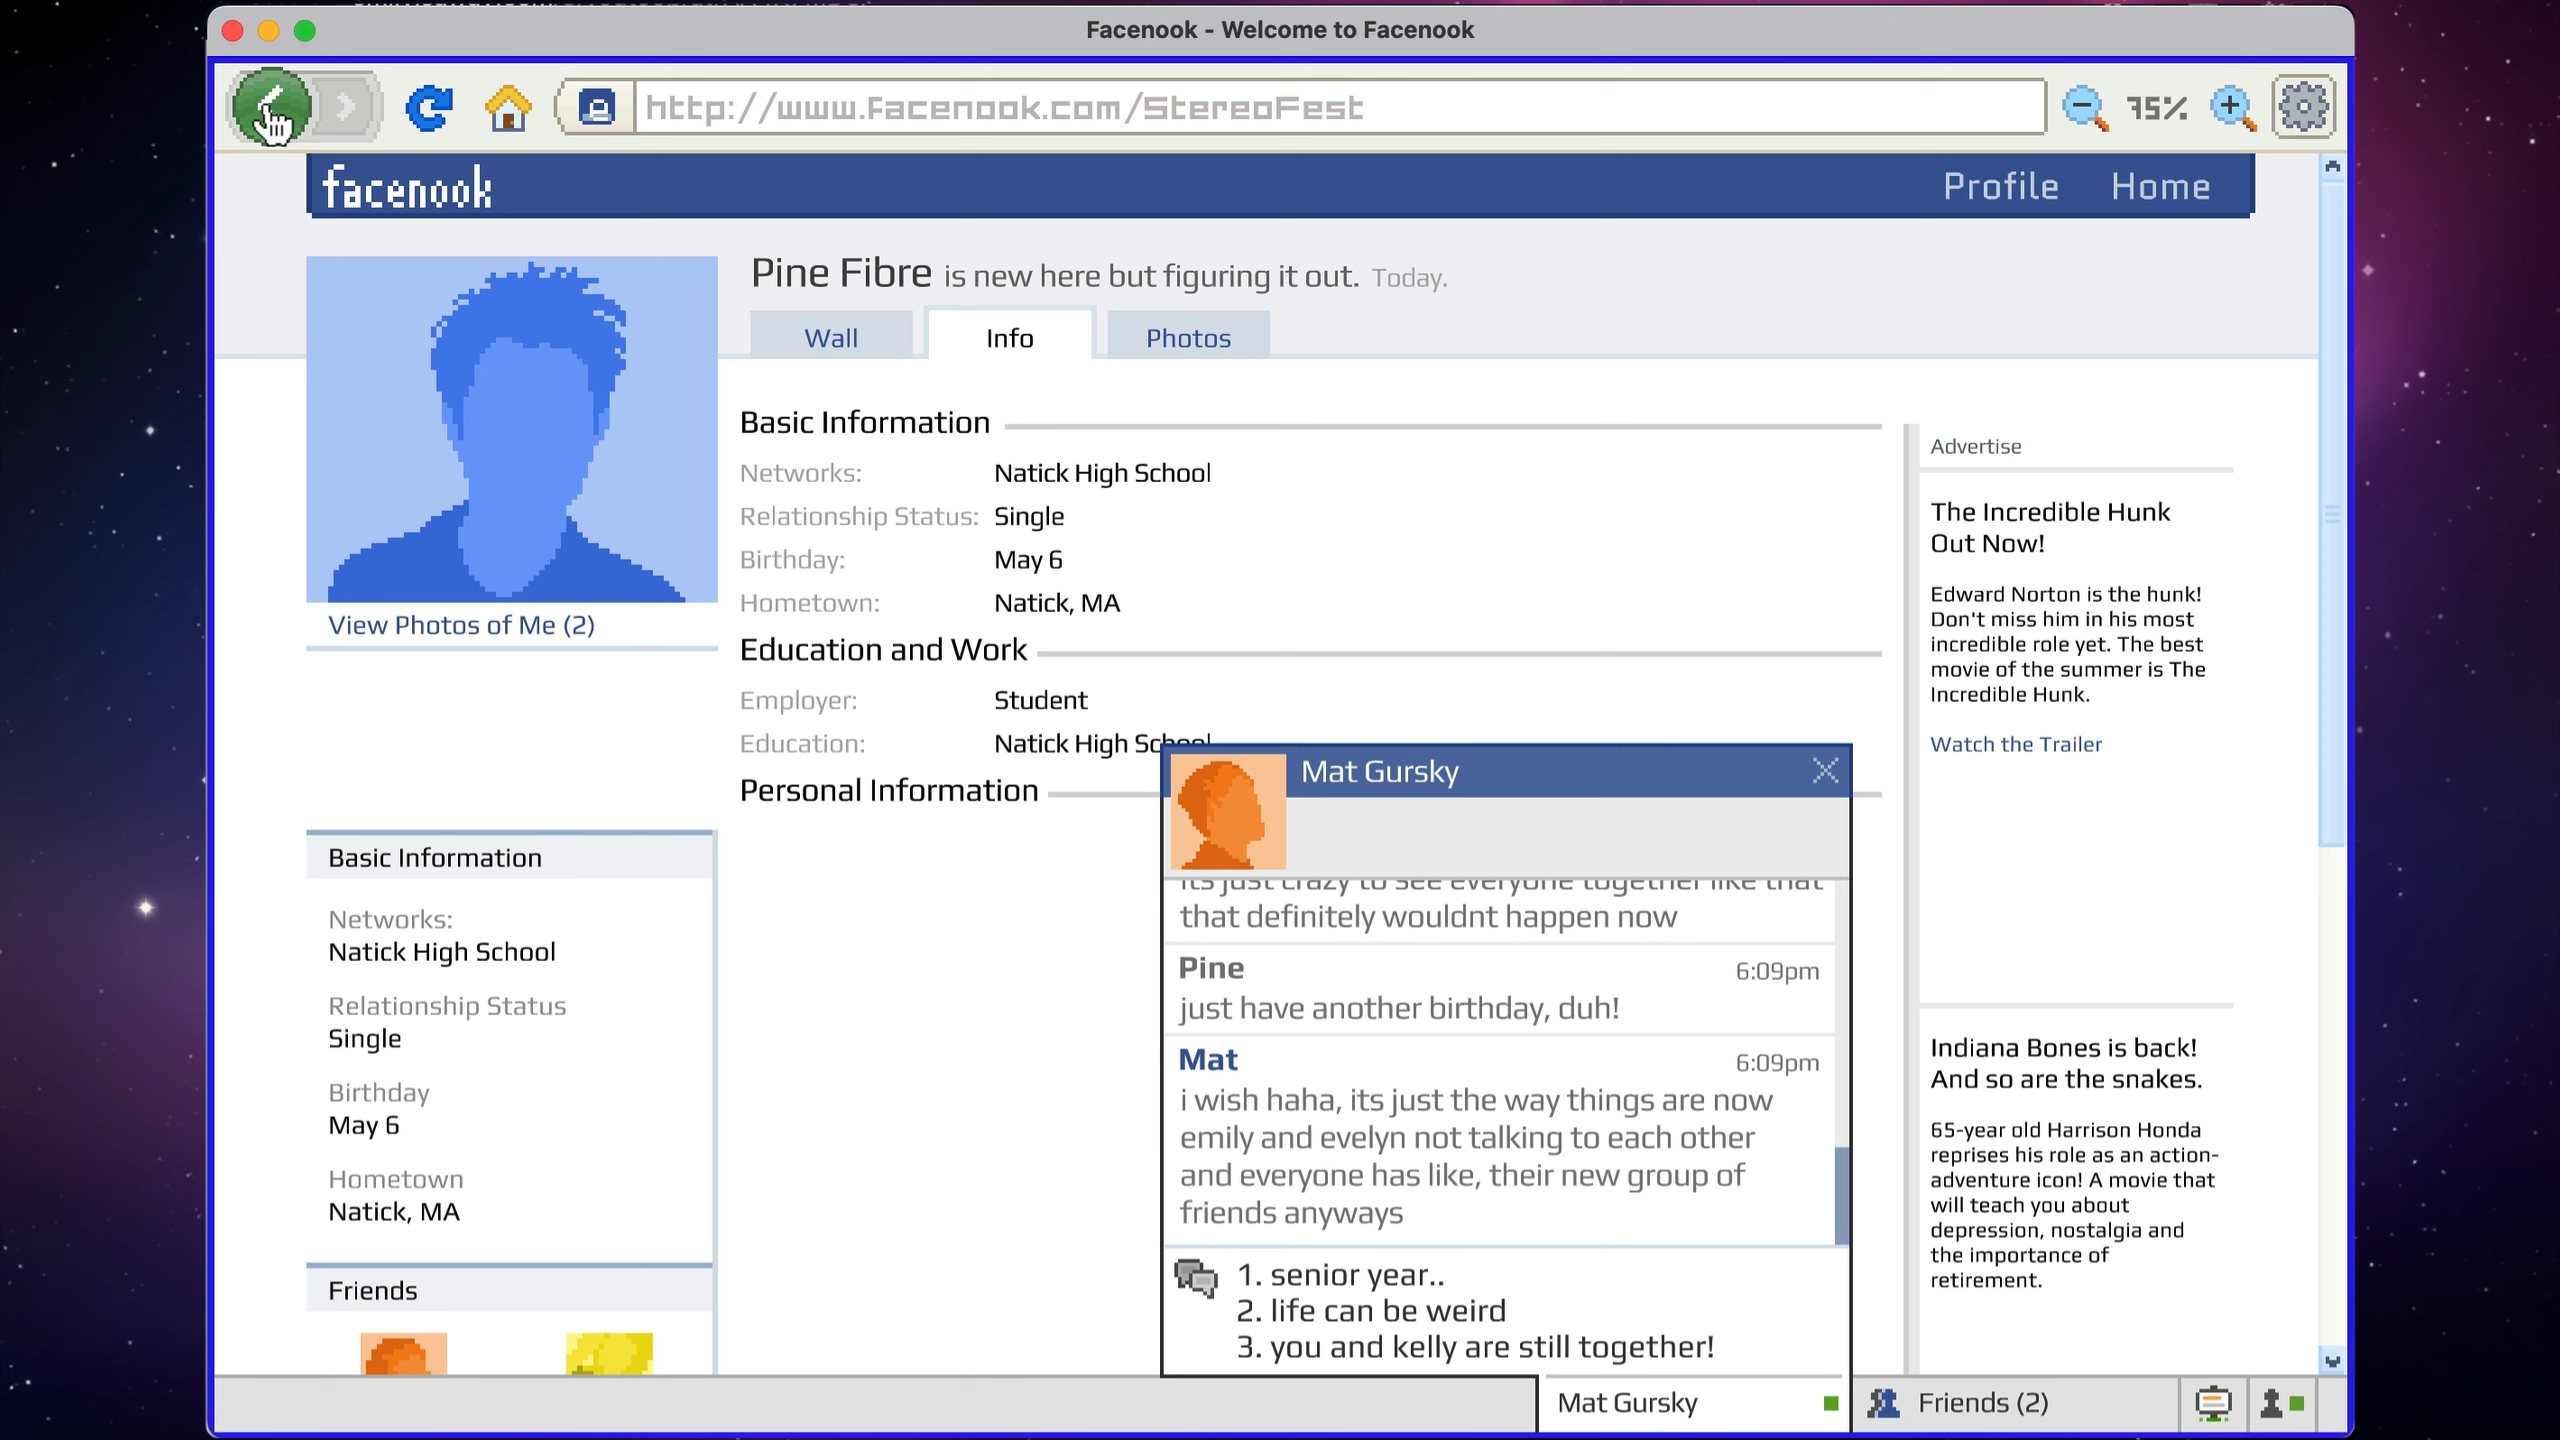 Facenook - Welcome to Facenook
http://www.facenook.com/StereoFest
75%
facenook
Profile
Home
Pine Fibre is new here but figuring it out. Today.
Wall
Info
Photos
View Photos of Me (2)
Basic Information
Networks: Natick High School
Relationship Status: Single
Birthday: May 6
Hometown: Natick, MA
Education and Work
Employer: Student
Education: Natick High School
Personal Information
Basic Information
Networks:
Natick High School
Relationship Status
Single
Birthday
May 6
Hometown
Natick, MA
Friends
Mat Gursky
its just crazy to see everyone together like that
that definitely wouldnt happen now
Pine 6:09pm
just have another birthday, duh!
Mat 6:09pm
i wish haha, its just the way things are now
emily and evelyn not talking to each other
and everyone has like, their new group of
friends anyways
1. senior year..
2. life can be weird
3. you and kelly are still together!
Advertise
The Incredible Hunk
Out Now!
Edward Norton is the hunk!
Don't miss him in his most
incredible role yet. The best
movie of the summer is The
Incredible Hunk.
Watch the Trailer
Indiana Bones is back!
And so are the snakes.
65-year old Harrison Honda
reprises his role as an action-
adventure icon! A movie that
will teach you about
depression, nostalgia and
the importance of
retirement.
Mat Gursky
Friends (2)